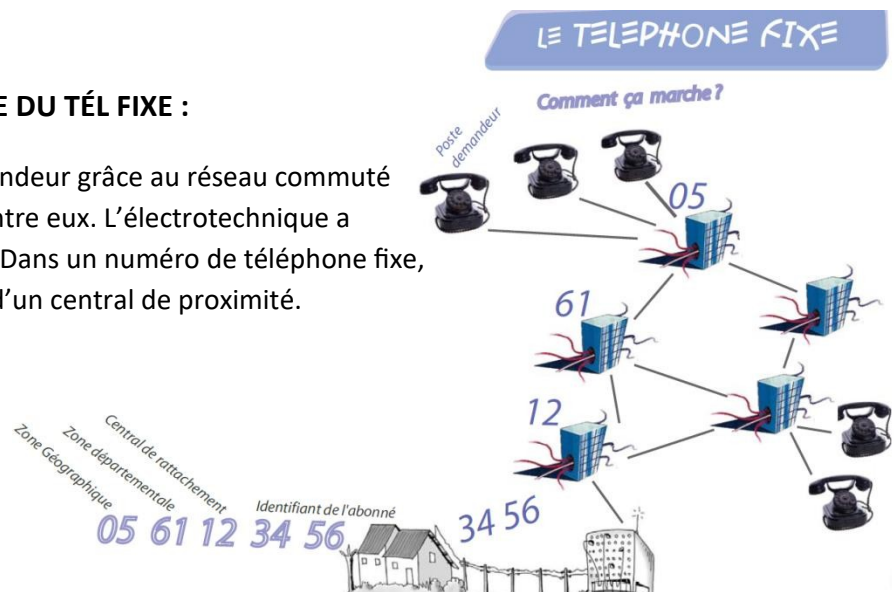 LE TELEPHONE FIXE
Comment ça marche ?
E DU TÉL FIXE :
ndeur grâce au réseau commuté
ntre eux. L’électrotechnique a
Dans un numéro de téléphone fixe,
d’un central de proximité.
Poste
demandeur
05
61
12
34 56
Zone Géographique
Zone départementale
Central de rattachement
Identifiant de l'abonné
05 61 12 34 56